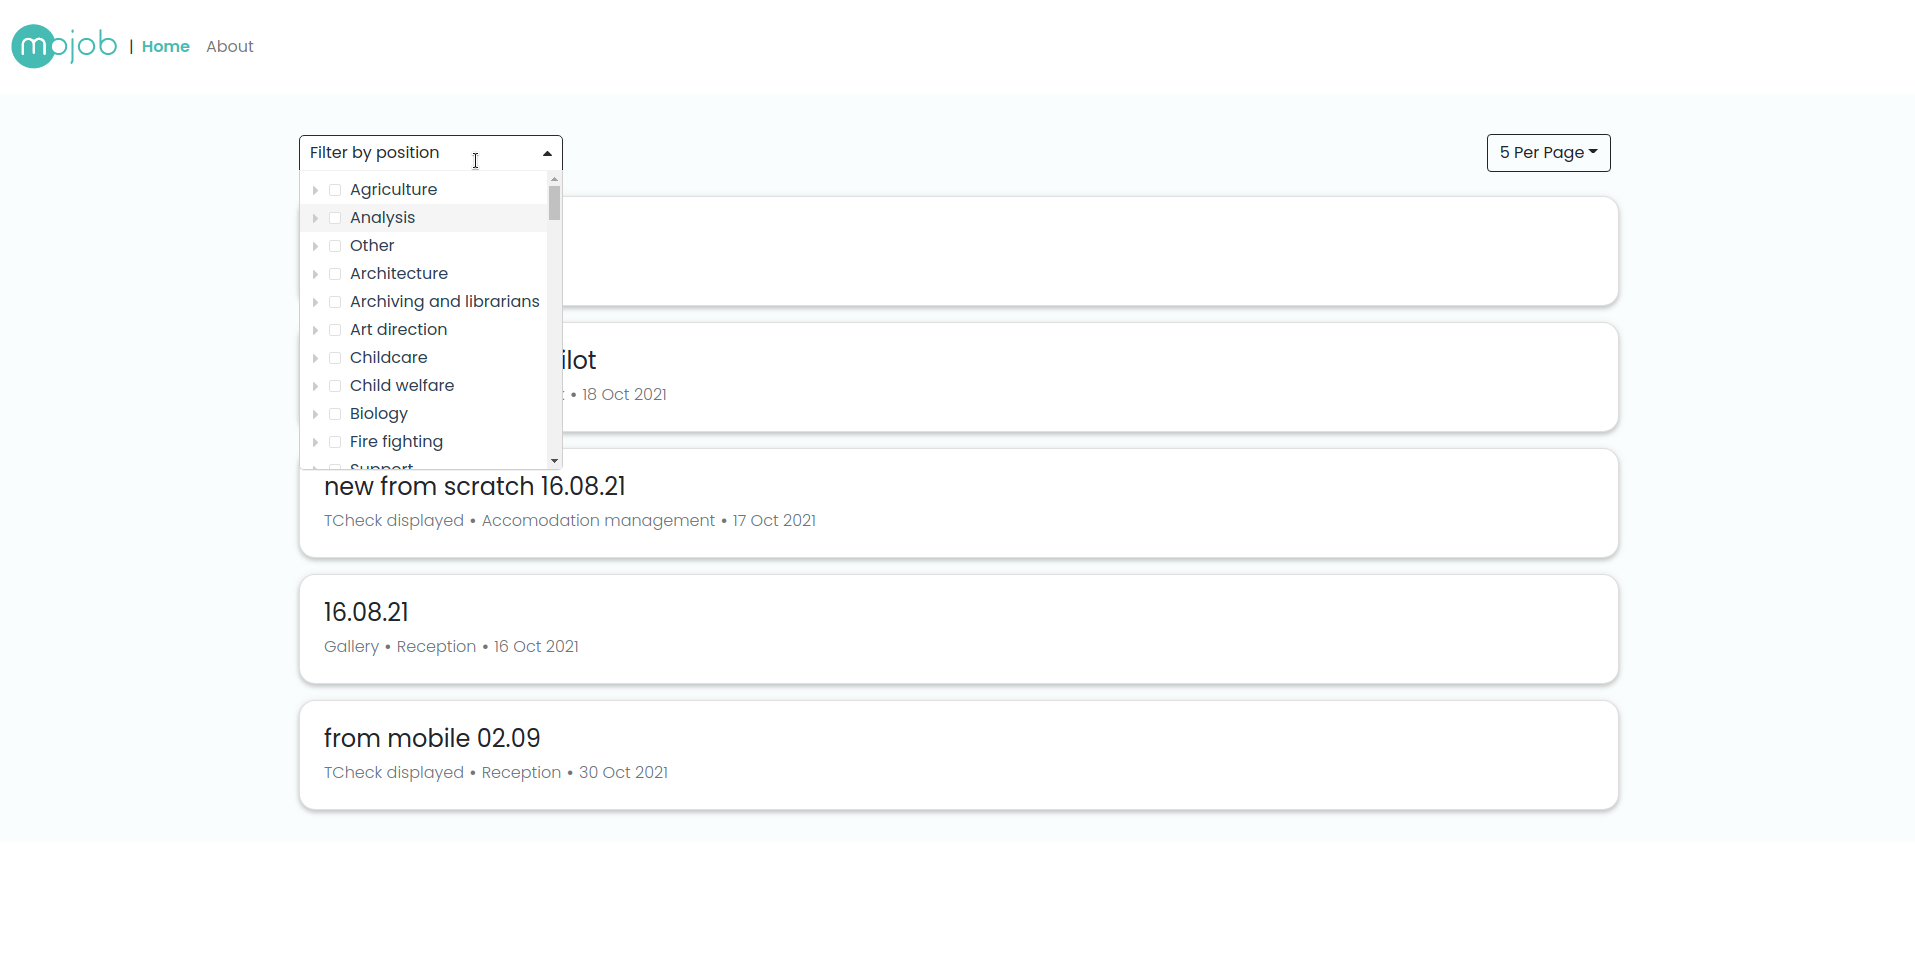 mojob | Home About
Filter by position
5 Per Page
Agriculture
Analysis
Other
Architecture
Archiving and librarians
Art direction
Childcare
Child welfare
Biology
Fire fighting
Support
ilot
• 18 Oct 2021
new from scratch 16.08.21
TCheck displayed • Accomodation management • 17 Oct 2021
16.08.21
Gallery • Reception • 16 Oct 2021
from mobile 02.09
TCheck displayed • Reception • 30 Oct 2021